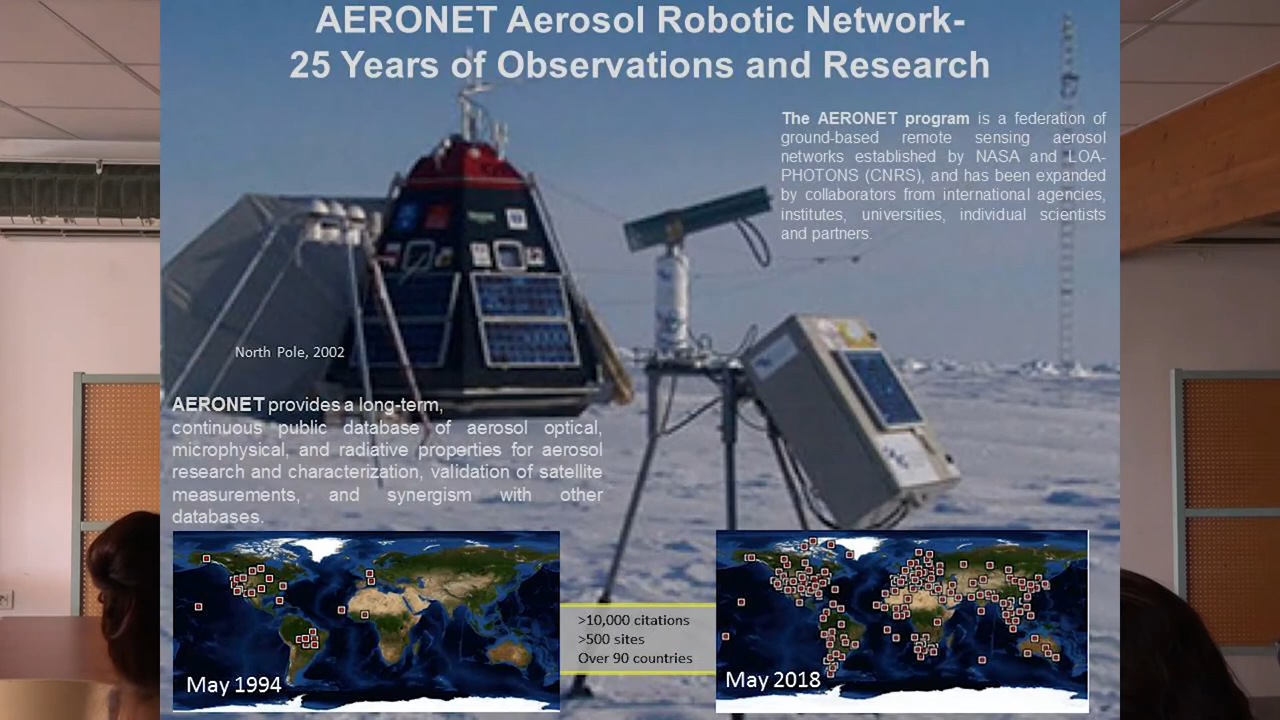 AERONET Aerosol Robotic Network-
25 Years of Observations and Research
The AERONET program is a federation of
ground-based remote sensing aerosol
networks established by NASA and LOA-
PHOTONS (CNRS), and has been expanded
by collaborators from international agencies,
institutes, universities, individual scientists
and partners.
North Pole, 2002
AERONET provides a long-term,
continuous public database of aerosol optical,
microphysical, and radiative properties for aerosol
research and characterization, validation of satellite
measurements, and synergism with other
databases.
May 1994
>10,000 citations
>500 sites
Over 90 countries
May 2018